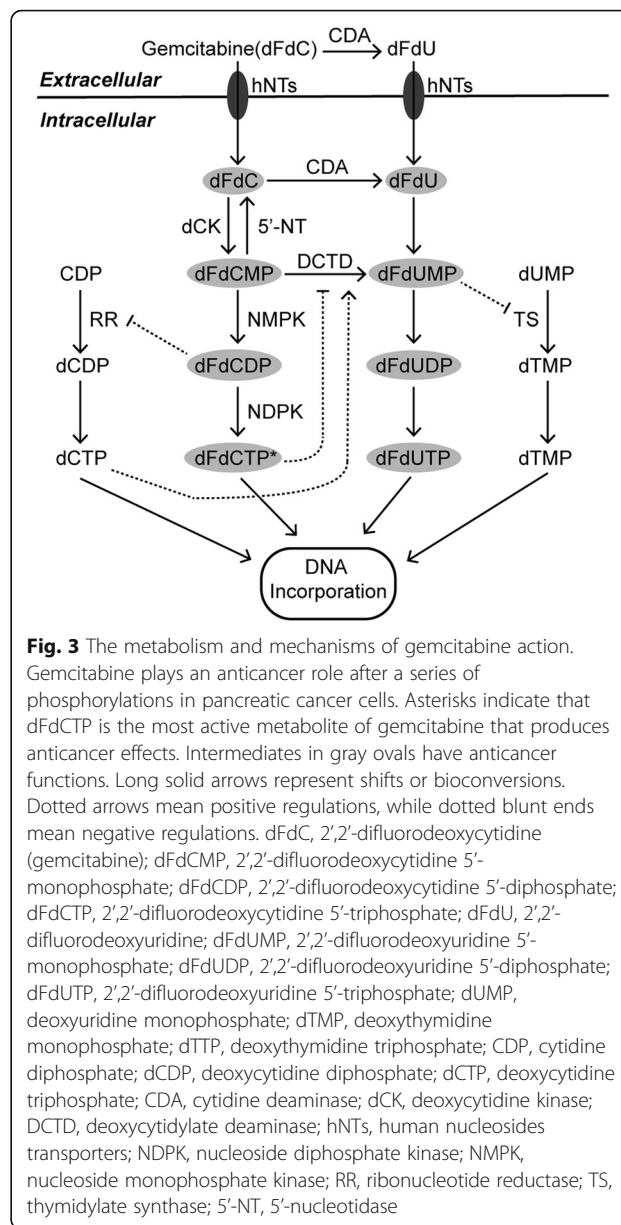 CDA
Gemcitabine(dFdC) dFdU
Extracellular hNTs hNTs
Intracellular
dFdC CDA dFdU
dCK 5'-NT
CDP dFdCMP DCTD dFdUMP dUMP
RR NMPK TS
dCDP dFdCDP dFdUDP dTMP
NDPK
dCTP dFdCTP* dFdUTP dTMP
DNA
Incorporation
Fig. 3 The metabolism and mechanisms of gemcitabine action.
Gemcitabine plays an anticancer role after a series of
phosphorylations in pancreatic cancer cells. Asterisks indicate that
dFdCTP is the most active metabolite of gemcitabine that produces
anticancer effects. Intermediates in gray ovals have anticancer
functions. Long solid arrows represent shifts or bioconversions.
Dotted arrows mean positive regulations, while dotted blunt ends
mean negative regulations. dFdC, 2′,2′-difluorodeoxycytidine
(gemcitabine); dFdCMP, 2′,2′-difluorodeoxycytidine 5′-
monophosphate; dFdCDP, 2′,2′-difluorodeoxycytidine 5′-diphosphate;
dFdCTP, 2′,2′-difluorodeoxycytidine 5′-triphosphate; dFdU, 2′,2′-
difluorodeoxyuridine; dFdUMP, 2′,2′-difluorodeoxyuridine 5′-
monophosphate; dFdUDP, 2′,2′-difluorodeoxyuridine 5′-diphosphate;
dFdUTP, 2′,2′-difluorodeoxyuridine 5′-triphosphate; dUMP,
deoxyuridine monophosphate; dTMP, deoxythymidine
monophosphate; dTTP, deoxythymidine triphosphate; CDP, cytidine
diphosphate; dCDP, deoxycytidine diphosphate; dCTP, deoxycytidine
triphosphate; CDA, cytidine deaminase; dCK, deoxycytidine kinase;
DCTD, deoxycytidylate deaminase; hNTs, human nucleosides
transporters; NDPK, nucleoside diphosphate kinase; NMPK,
nucleoside monophosphate kinase; RR, ribonucleotide reductase; TS,
thymidylate synthase; 5′-NT, 5′-nucleotidase